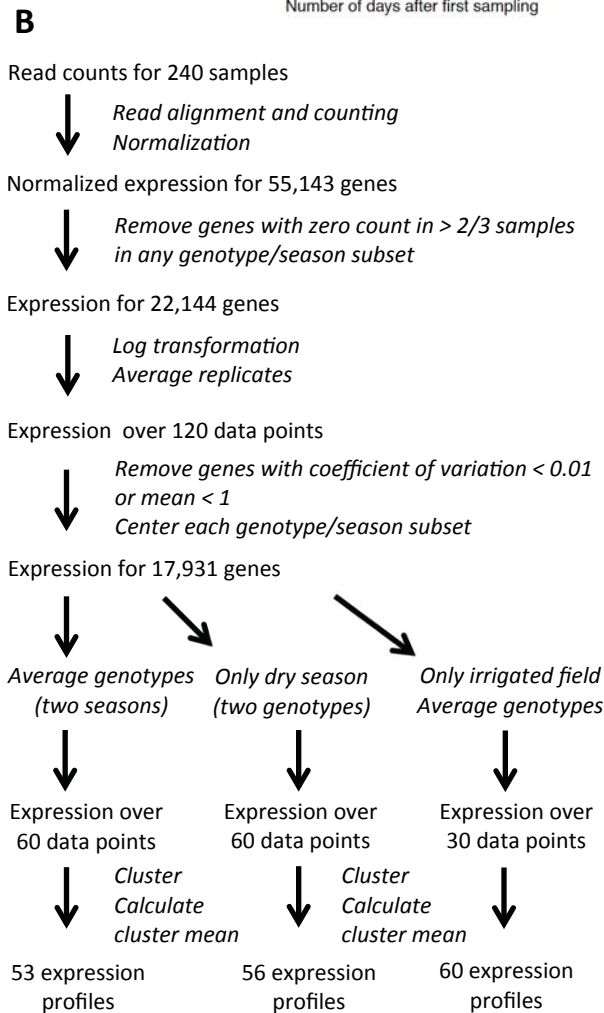 Number of days after first sampling
B
Read counts for 240 samples
Read alignment and counting
Normalization
Normalized expression for 55,143 genes
Remove genes with zero count in > 2/3 samples
in any genotype/season subset
Expression for 22,144 genes
Log transformation
Average replicates
Expression over 120 data points
Remove genes with coefficient of variation < 0.01
or mean < 1
Center each genotype/season subset
Expression for 17,931 genes
Average genotypes
(two seasons)
Only dry season
(two genotypes)
Only irrigated field
Average genotypes
Expression over
60 data points
Expression over
60 data points
Expression over
30 data points
Cluster
Calculate
cluster mean
Cluster
Calculate
cluster mean
53 expression
profiles
56 expression
profiles
60 expression
profiles